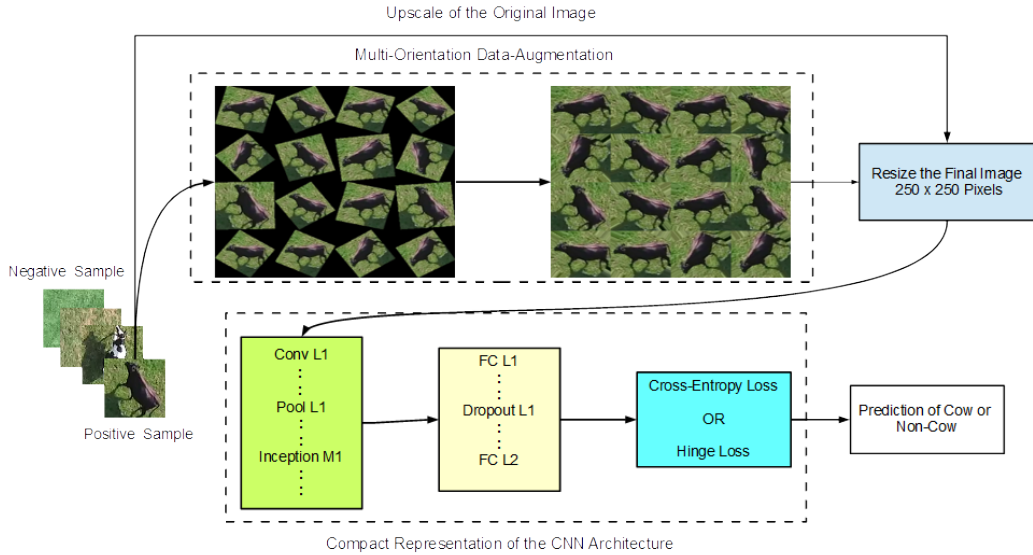 Upscale of the Original Image
Multi-Orientation Data-Augmentation
Resize the Final Image
250 x 250 Pixels
Negative Sample
Positive Sample
Conv L1
Pool L1
Inception M1
FC L1
Dropout L1
FC L2
Cross-Entropy Loss
OR
Hinge Loss
Prediction of Cow or
Non-Cow
Compact Representation of the CNN Architecture